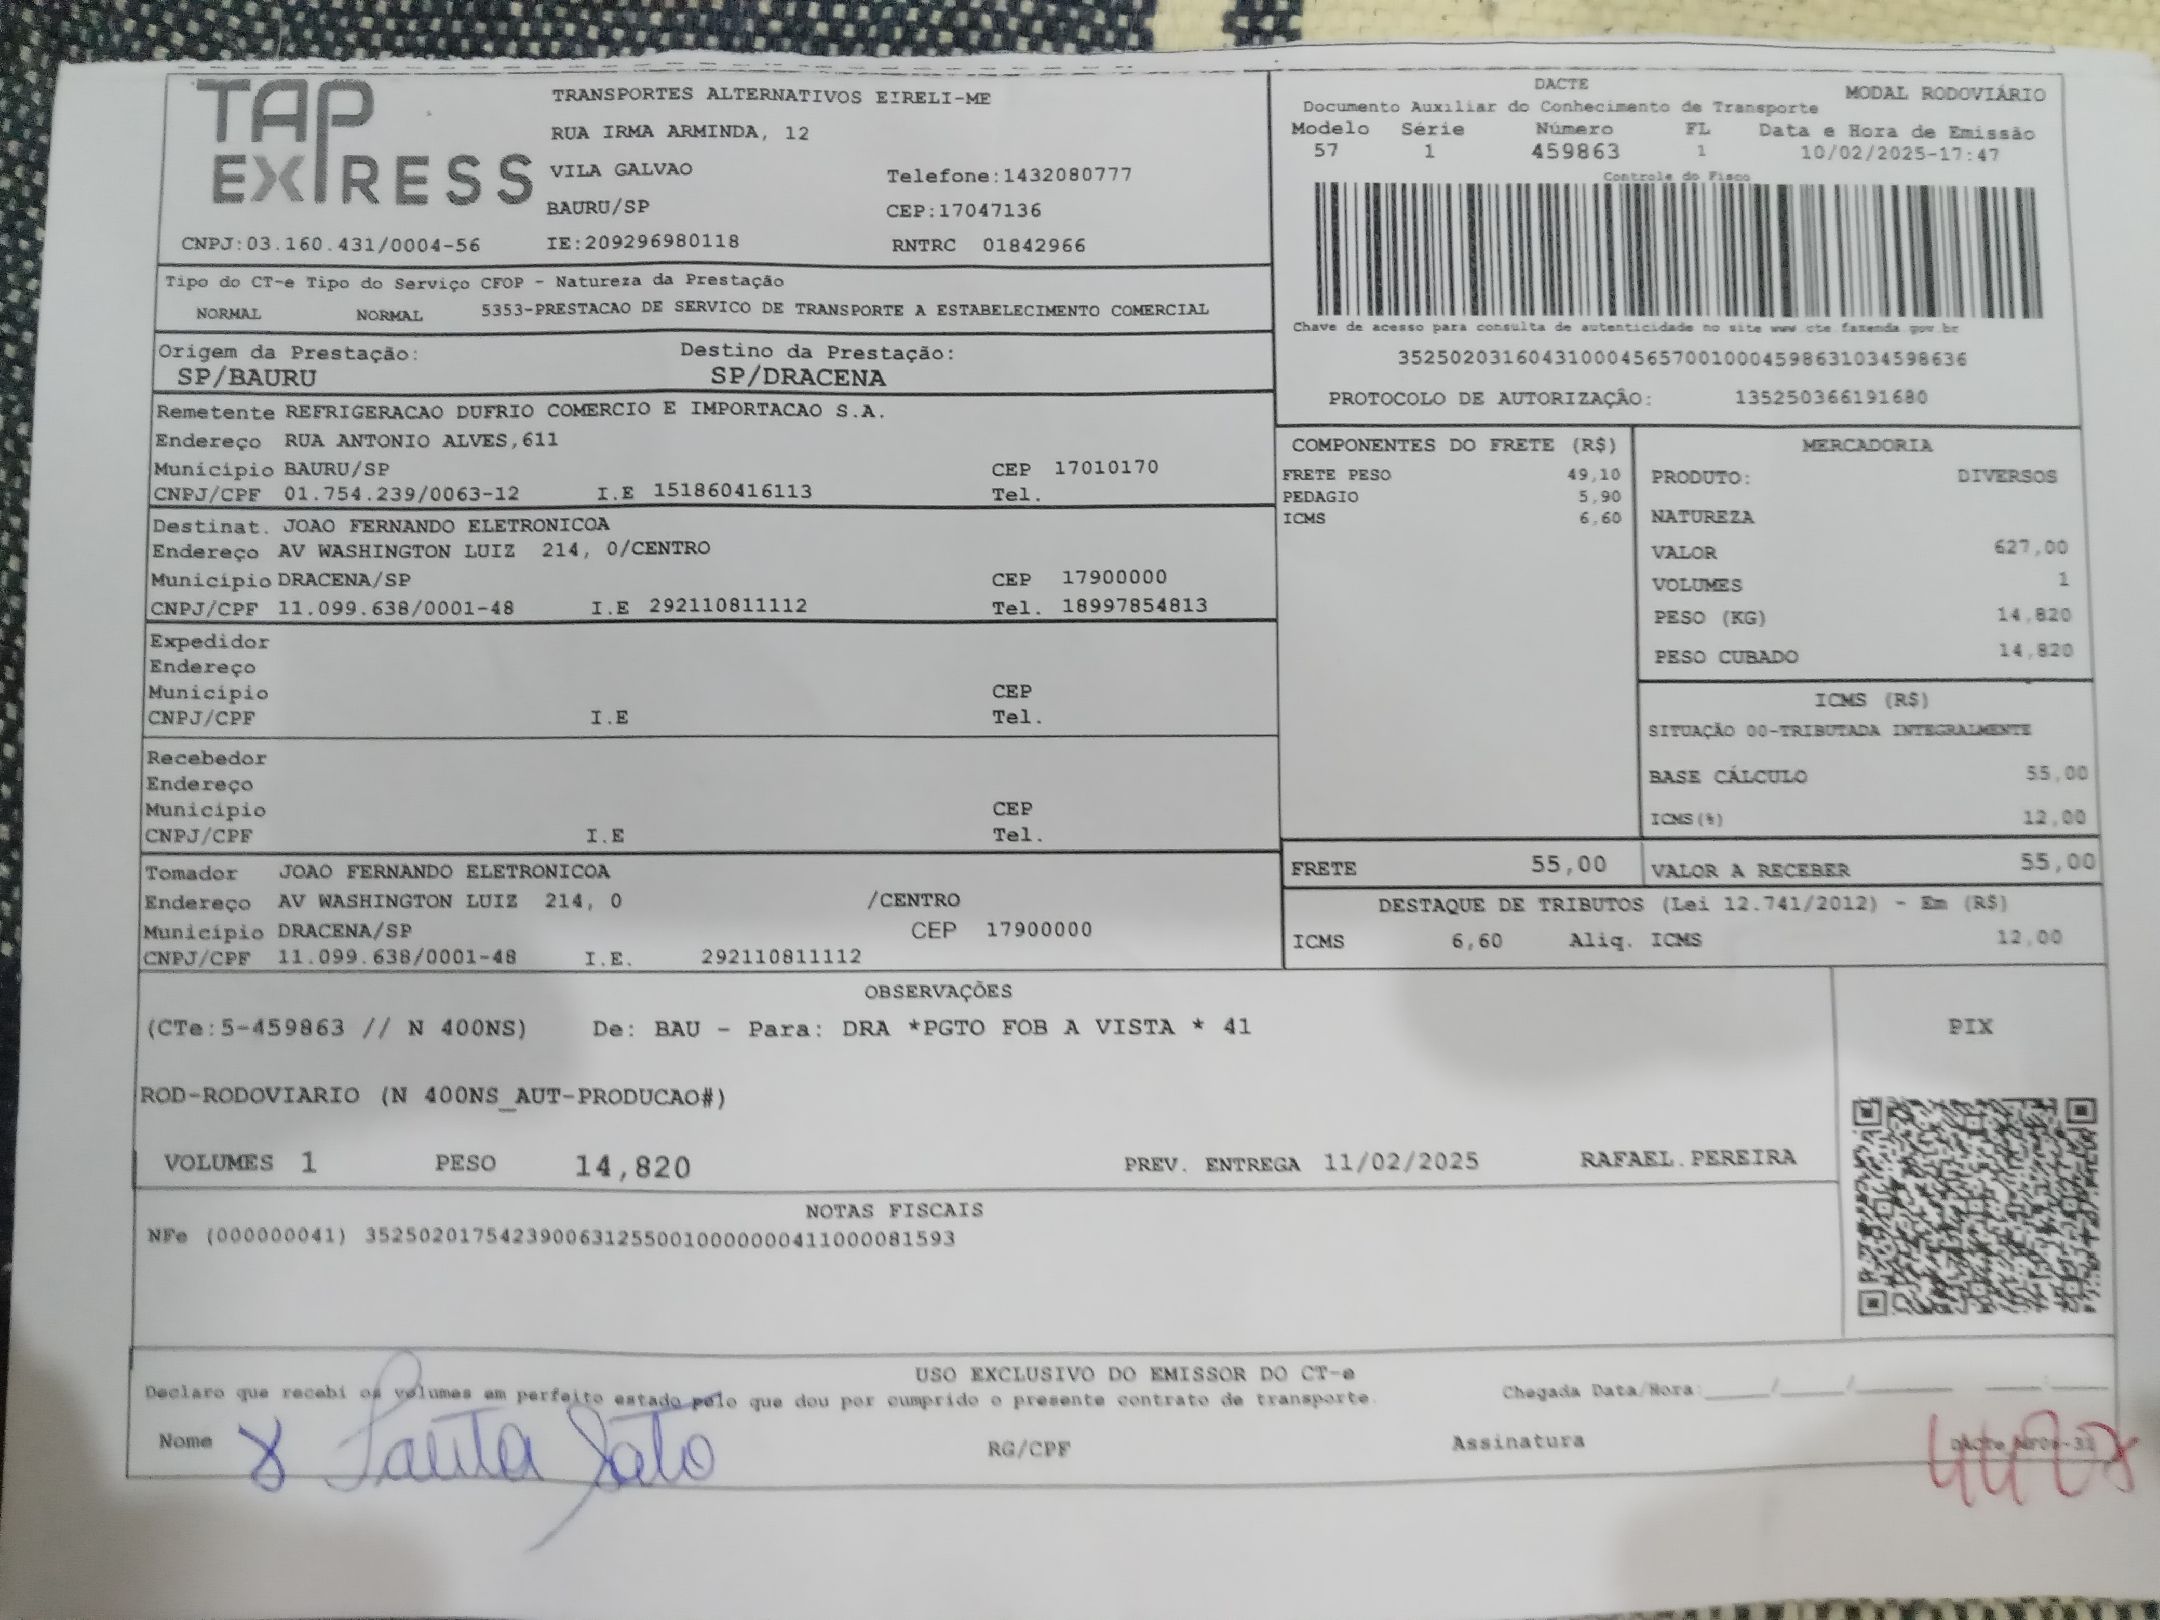 TAP EXPRESS
TRANSPORTES ALTERNATIVOS EIRELI-ME
RUA IRMA ARMINDA, 12
VILA GALVAO Telefone:1432080777
BAURU/SP CEP:17047136
CNPJ:03.160.431/0004-56 IE:209296980118 RNTRC 01842966
DACTE MODAL RODOVIÁRIO
Documento Auxiliar do Conhecimento de Transporte
Modelo Série Número FL Data e Hora de Emissão
57 1 459863 1 10/02/2025-17:47
Controle do Fisco
Chave de acesso para consulta de autenticidade no site www.cte.fazenda.gov.br
35250203160431000456570010004598631034598636
PROTOCOLO DE AUTORIZAÇÃO: 135250366191680
Tipo do CT-e Tipo do Serviço CFOP - Natureza da Prestação
NORMAL NORMAL 5353-PRESTACAO DE SERVICO DE TRANSPORTE A ESTABELECIMENTO COMERCIAL
Origem da Prestação: Destino da Prestação:
SP/BAURU SP/DRACENA
Remetente REFRIGERACAO DUFRIO COMERCIO E IMPORTACAO S.A.
Endereço RUA ANTONIO ALVES,611
Município BAURU/SP CEP 17010170
CNPJ/CPF 01.754.239/0063-12 I.E 151860416113 Tel.
Destinat. JOAO FERNANDO ELETRONICOA
Endereço AV WASHINGTON LUIZ 214, 0/CENTRO
Município DRACENA/SP CEP 17900000
CNPJ/CPF 11.099.638/0001-48 I.E 292110811112 Tel. 18997854813
Expedidor
Endereço
Município CEP
CNPJ/CPF I.E Tel.
Recebedor
Endereço
Município CEP
CNPJ/CPF I.E Tel.
Tomador JOAO FERNANDO ELETRONICOA
Endereço AV WASHINGTON LUIZ 214, 0 /CENTRO
Município DRACENA/SP CEP 17900000
CNPJ/CPF 11.099.638/0001-48 I.E. 292110811112
COMPONENTES DO FRETE (R$)
FRETE PESO 49,10
PEDAGIO 5,90
ICMS 6,60
MERCADORIA
PRODUTO: DIVERSOS
NATUREZA
VALOR 627,00
VOLUMES 1
PESO (KG) 14,820
PESO CUBADO 14,820
ICMS (R$)
SITUAÇÃO 00-TRIBUTADA INTEGRALMENTE
BASE CÁLCULO 55,00
ICMS(%) 12,00
FRETE 55,00 VALOR A RECEBER 55,00
DESTAQUE DE TRIBUTOS (Lei 12.741/2012) - Em (R$)
ICMS 6,60 Aliq. ICMS 12,00
OBSERVAÇÕES
(CTe:5-459863 // N 400NS) De: BAU - Para: DRA *PGTO FOB A VISTA * 41
PIX
ROD-RODOVIARIO (N 400NS_AUT-PRODUCAO#)
VOLUMES 1 PESO 14,820 PREV. ENTREGA 11/02/2025 RAFAEL.PEREIRA
NOTAS FISCAIS
NFe (000000041) 35250201754239006312550010000000411000081593
USO EXCLUSIVO DO EMISSOR DO CT-e
Declaro que recebi os volumes em perfeito estado pelo que dou por cumprido o presente contrato de transporte. Chegada Data/Hora:_____/_____/_______ ____:____
Nome RG/CPF Assinatura